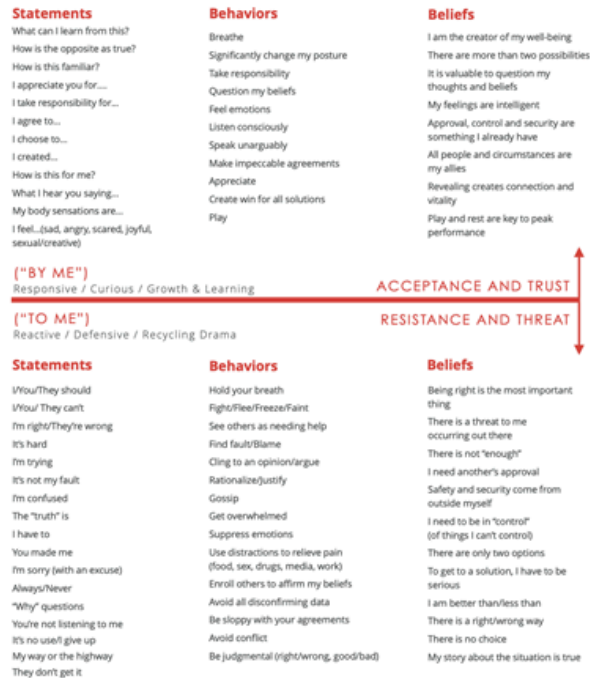 Statements
What can I learn from this?
How is the opposite as true?
How is this familiar?
I appreciate you for....
I take responsibility for...
I agree to...
I choose to...
I created...
How is this for me?
What I hear you saying...
My body sensations are...
I feel...(sad, angry, scared, joyful,
sexual/creative)
Behaviors
Breathe
Significantly change my posture
Take responsibility
Question my beliefs
Feel emotions
Listen consciously
Speak unarguably
Make impeccable agreements
Appreciate
Create win for all solutions
Play
Beliefs
I am the creator of my well-being
There are more than two possibilities
It is valuable to question my
thoughts and beliefs
My feelings are intelligent
Approval, control and security are
something I already have
All people and circumstances are
my allies
Revealing creates connection and
vitality
Play and rest are key to peak
performance
("BY ME")
Responsive / Curious / Growth & Learning
ACCEPTANCE AND TRUST
("TO ME")
Reactive / Defensive / Recycling Drama
RESISTANCE AND THREAT
Statements
I/You/They should
I/You/ They can't
I'm right/They're wrong
It's hard
I'm trying
It's not my fault
I'm confused
The "truth" is
I have to
You made me
I'm sorry (with an excuse)
Always/Never
"Why" questions
You're not listening to me
It's no use/I give up
My way or the highway
They don't get it
Behaviors
Hold your breath
Fight/Flee/Freeze/Faint
See others as needing help
Find fault/Blame
Cling to an opinion/argue
Rationalize/Justify
Gossip
Get overwhelmed
Suppress emotions
Use distractions to relieve pain
(food, sex, drugs, media, work)
Enroll others to affirm my beliefs
Avoid all disconfirming data
Be sloppy with your agreements
Avoid conflict
Be judgmental (right/wrong, good/bad)
Beliefs
Being right is the most important
thing
There is a threat to me
occurring out there
There is not "enough"
I need another's approval
Safety and security come from
outside myself
I need to be in "control"
(of things I can't control)
There are only two options
To get to a solution, I have to be
serious
I am better than/less than
There is a right/wrong way
There is no choice
My story about the situation is true